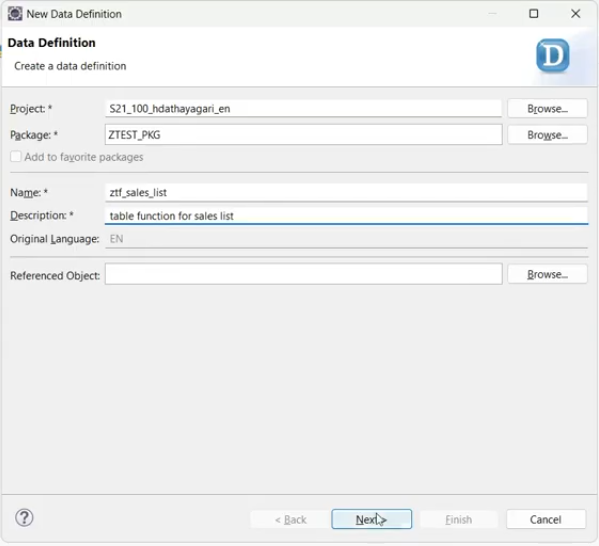 New Data Definition
Data Definition
Create a data definition
D
Project: * S21_100_hdathayagari_en Browse...
Package: * ZTEST_PKG Browse...
Add to favorite packages
Name: * ztf_sales_list
Description: * table function for sales list
Original Language: EN
Referenced Object: Browse...
? < Back Next > Finish Cancel